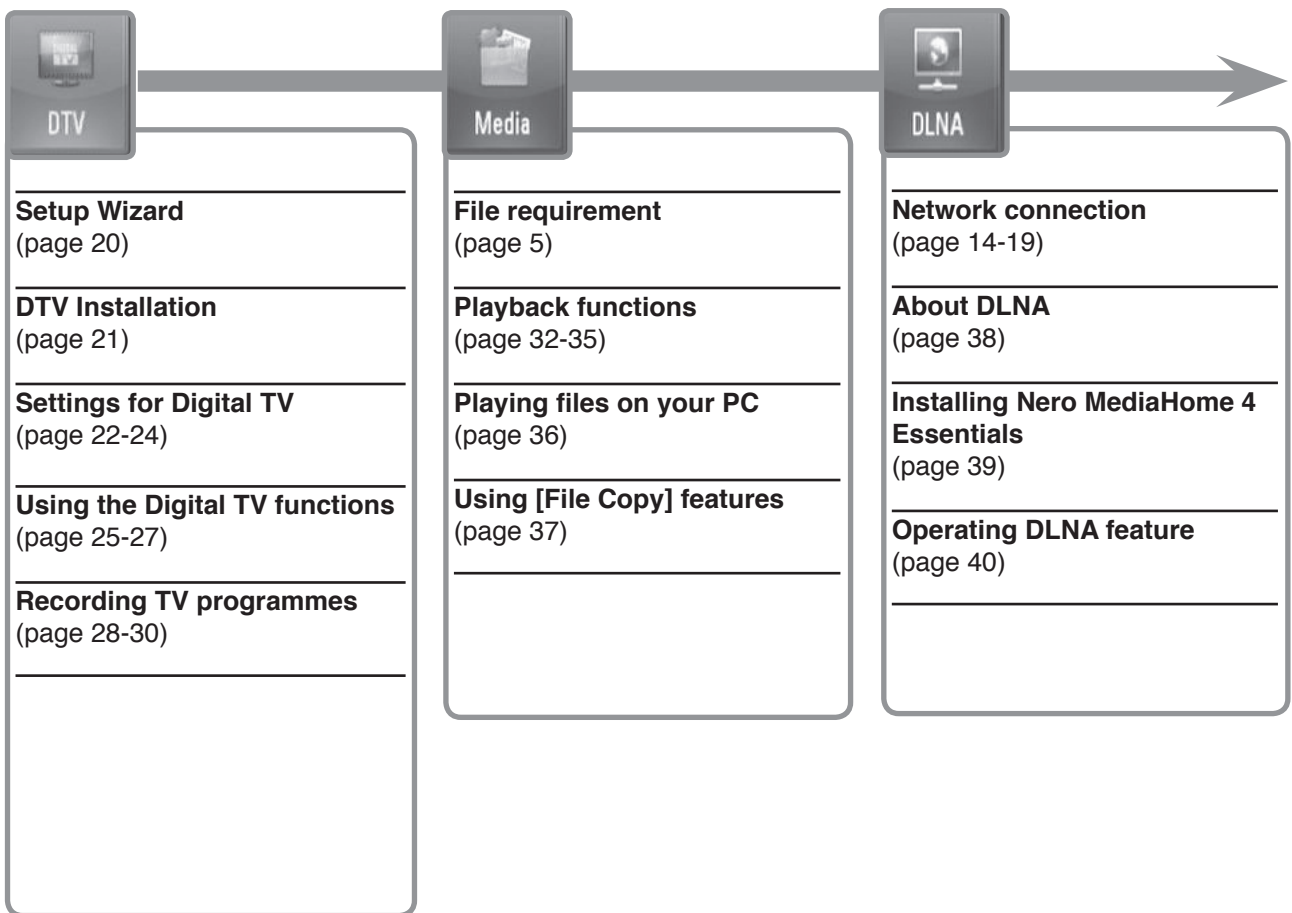 DIGITAL
TV
DTV
Setup Wizard
(page 20)
DTV Installation
(page 21)
Settings for Digital TV
(page 22-24)
Using the Digital TV functions
(page 25-27)
Recording TV programmes
(page 28-30)
Media
File requirement
(page 5)
Playback functions
(page 32-35)
Playing files on your PC
(page 36)
Using [File Copy] features
(page 37)
DLNA
Network connection
(page 14-19)
About DLNA
(page 38)
Installing Nero MediaHome 4
Essentials
(page 39)
Operating DLNA feature
(page 40)